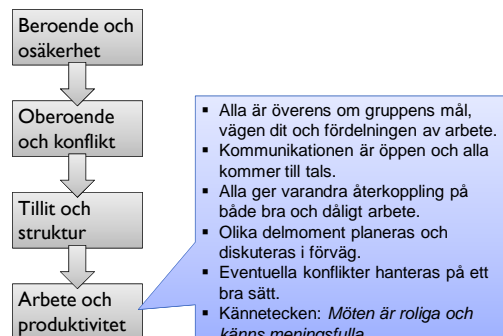 Beroende och
osäkerhet
Oberoende
och konflikt
Tillit och
struktur
Arbete och
produktivitet
▪ Alla är överens om gruppens mål,
vägen dit och fördelningen av arbete.
▪ Kommunikationen är öppen och alla
kommer till tals.
▪ Alla ger varandra återkoppling på
både bra och dåligt arbete.
▪ Olika delmoment planeras och
diskuteras i förväg.
▪ Eventuella konflikter hanteras på ett
bra sätt.
▪ Kännetecken: Möten är roliga och
känns meningsfulla